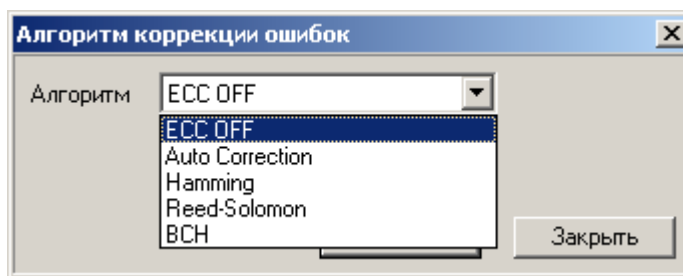 Алгоритм коррекции ошибок
Алгоритм ECC OFF
ECC OFF
Auto Correction
Hamming
Reed-Solomon
BCH
Закрыть